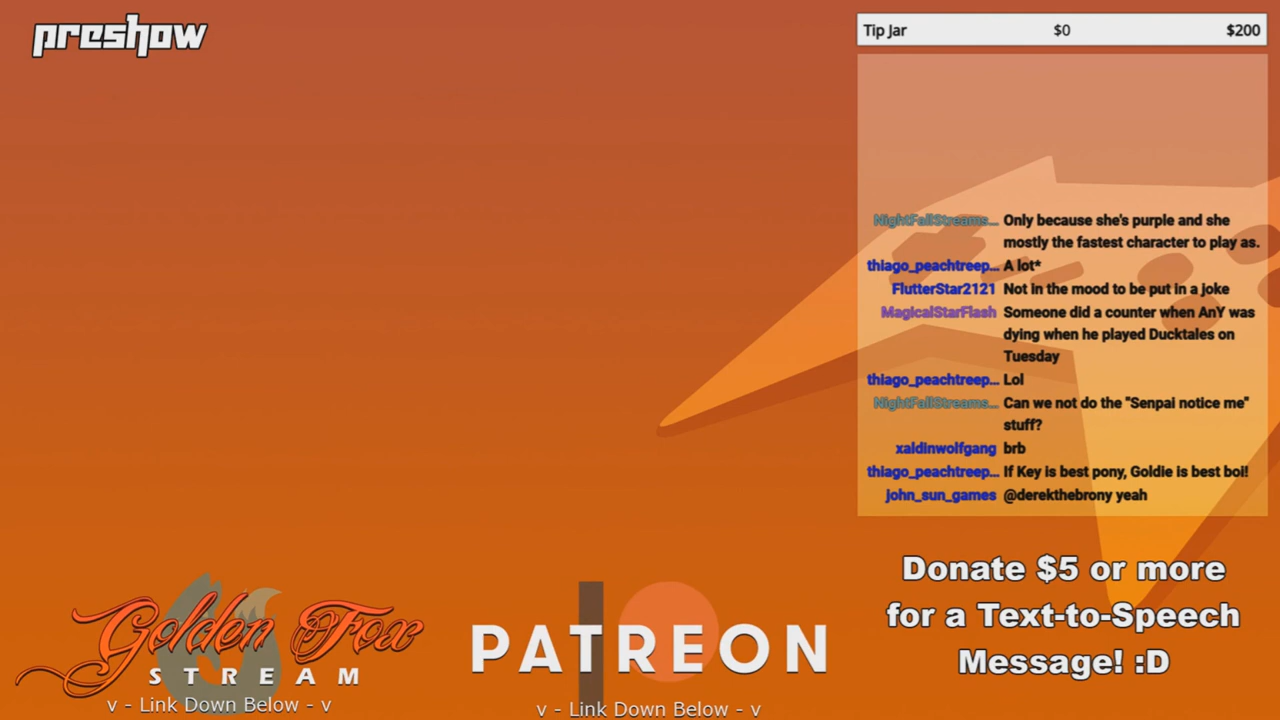 preshow
Tip Jar $0 $200
NightFallStreams... Only because she's purple and she
mostly the fastest character to play as.
thiago_peachtreep... A lot*
FlutterStar2121 Not in the mood to be put in a joke
MagicalStarFlash Someone did a counter when AnY was
dying when he played Ducktales on
Tuesday
thiago_peachtreep... Lol
NightFallStreams... Can we not do the "Senpai notice me"
stuff?
xaldinwolfgang brb
thiago_peachtreep... If Key is best pony, Goldie is best boi!
john_sun_games @derekthebrony yeah
Donate $5 or more
for a Text-to-Speech
Message! :D
Golden Fox
STREAM
v - Link Down Below - v
PATREON
v - Link Down Below - v